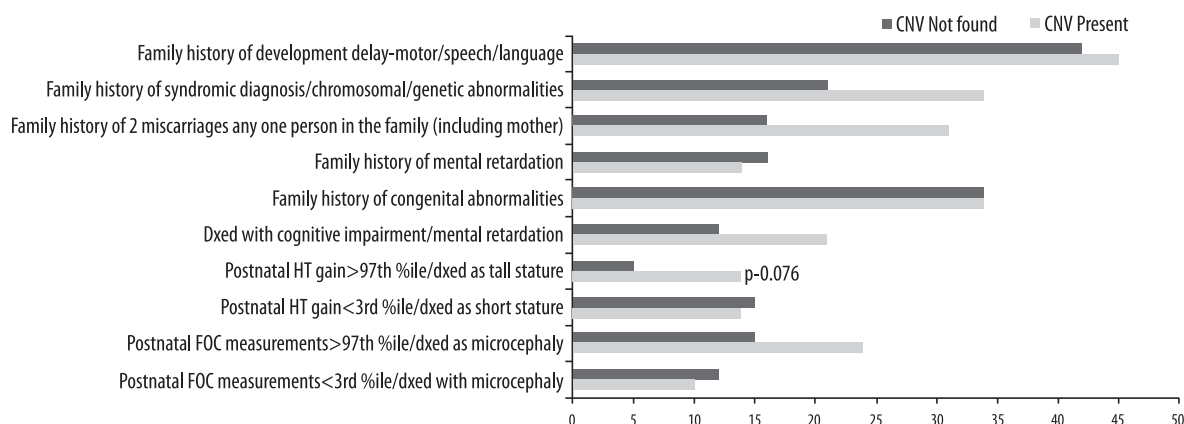 CNV Not found CNV Present
Family history of development delay-motor/speech/language
Family history of syndromic diagnosis/chromosomal/genetic abnormalities
Family history of 2 miscarriages any one person in the family (including mother)
Family history of mental retardation
Family history of congenital abnormalities
Dxed with cognitive impairment/mental retardation
Postnatal HT gain>97th %ile/dxed as tall stature p-0.076
Postnatal HT gain<3rd %ile/dxed as short stature
Postnatal FOC measurements>97th %ile/dxed as microcephaly
Postnatal FOC measurements<3rd %ile/dxed with microcephaly
0 5 10 15 20 25 30 35 40 45 50